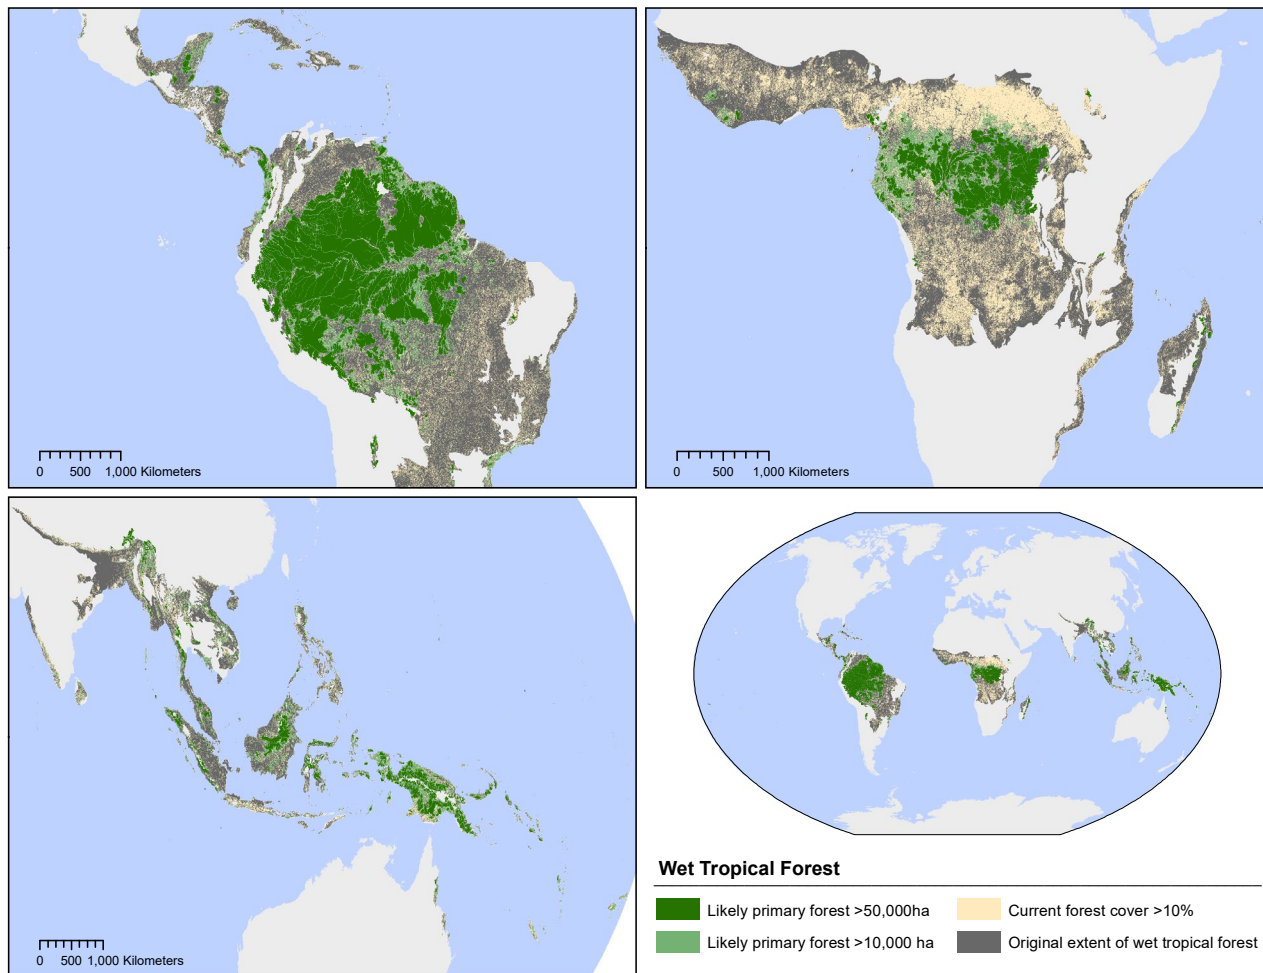 0 500 1,000 Kilometers
0 500 1,000 Kilometers
0 500 1,000 Kilometers
Wet Tropical Forest
Likely primary forest >50,000ha
Current forest cover >10%
Likely primary forest >10,000 ha
Original extent of wet tropical forest